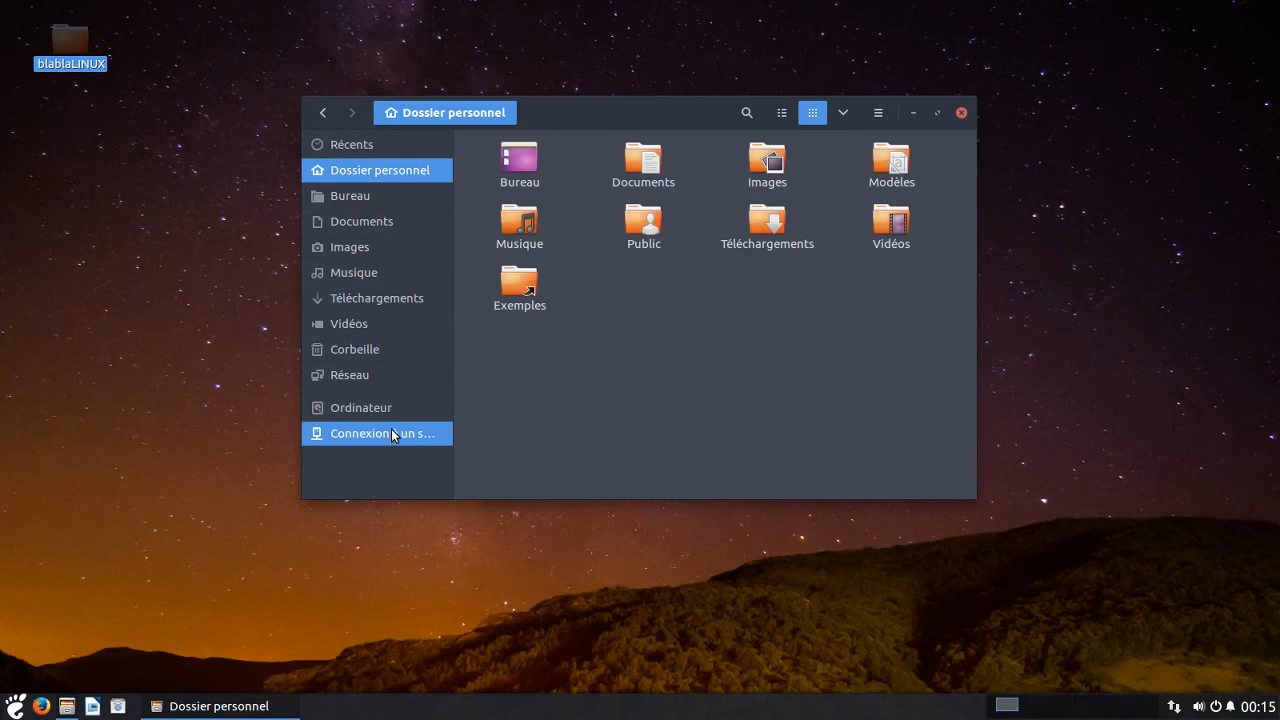 blablaLINUX
Dossier personnel
Récents
Dossier personnel
Bureau
Documents
Images
Musique
Téléchargements
Vidéos
Corbeille
Réseau
Ordinateur
Connexion à un s...
Bureau
Documents
Images
Modèles
Musique
Public
Téléchargements
Vidéos
Exemples
Dossier personnel
00:15